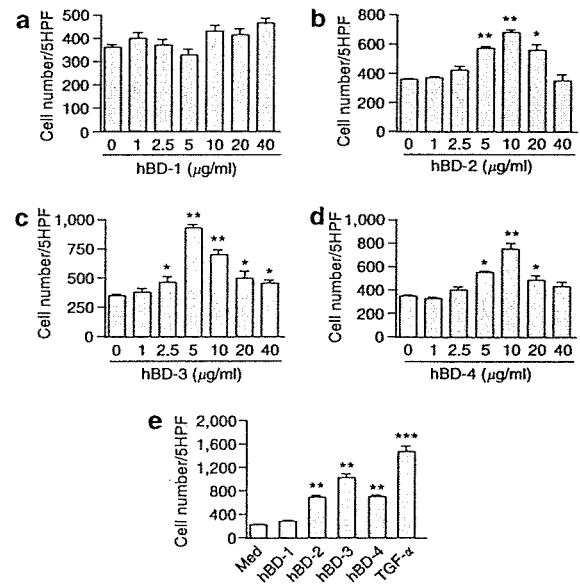 a
500
400
300
200
100
0
Cell number/5HPF
0 1 2.5 5 10 20 40
hBD-1 (μg/ml)
b
800
600
400
200
0
Cell number/5HPF
** ** *
0 1 2.5 5 10 20 40
hBD-2 (μg/ml)
c
1,000
750
500
250
0
Cell number/5HPF
* ** ** * *
0 1 2.5 5 10 20 40
hBD-3 (μg/ml)
d
1,000
800
600
400
200
0
Cell number/5HPF
* ** *
0 1 2.5 5 10 20 40
hBD-4 (μg/ml)
e
2,000
1,600
1,200
800
400
0
Cell number/5HPF
** ** ** ***
Med hBD-1 hBD-2 hBD-3 hBD-4 TGF-α